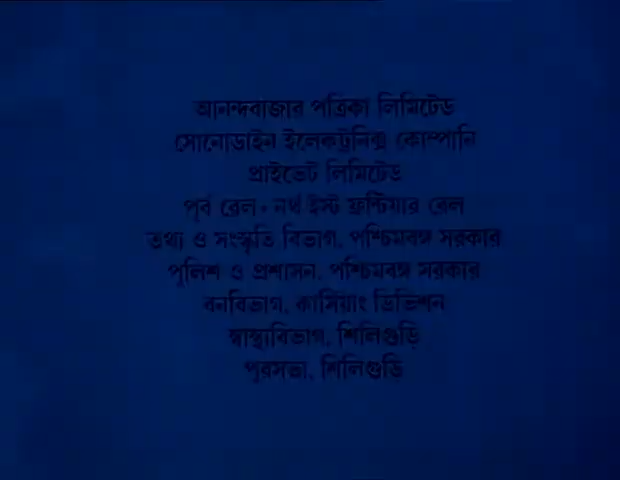 আনন্দবাজার পত্রিকা লিমিটেড
সোনোডাইন ইলেকট্রনিক্স কোম্পানি
প্রাইভেট লিমিটেড
পূর্ব রেল - নর্থ ইস্ট ফ্রন্টিয়ার রেল
তথ্য ও সংস্কৃতি বিভাগ, পশ্চিমবঙ্গ সরকার
পুলিশ ও প্রশাসন, পশ্চিমবঙ্গ সরকার
বনবিভাগ, কার্সিয়াং ডিভিশন
স্বাস্থ্যবিভাগ, শিলিগুড়ি
পুরসভা, শিলিগুড়ি